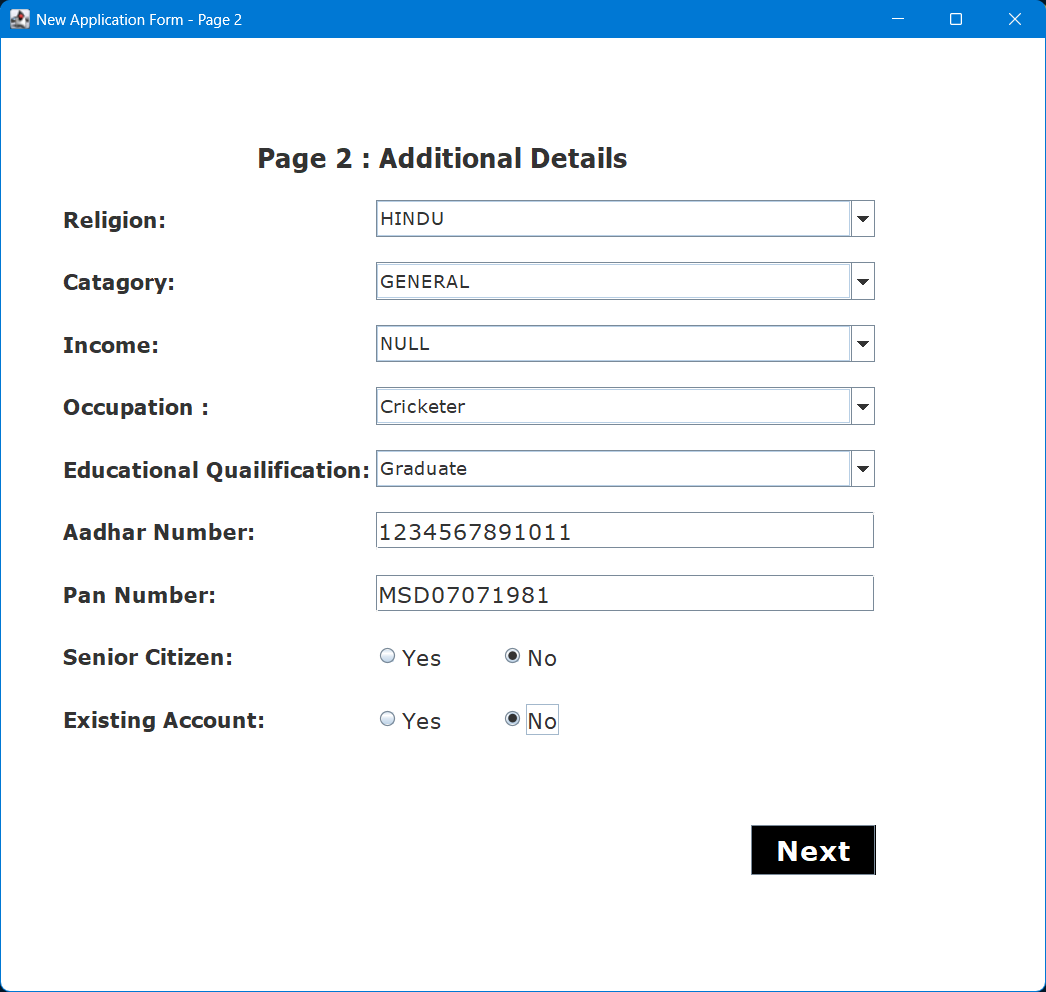 New Application Form - Page 2
Page 2 : Additional Details
Religion: HINDU
Catagory: GENERAL
Income: NULL
Occupation : Cricketer
Educational Quailification: Graduate
Aadhar Number: 1234567891011
Pan Number: MSD07071981
Senior Citizen: Yes No
Existing Account: Yes No
Next